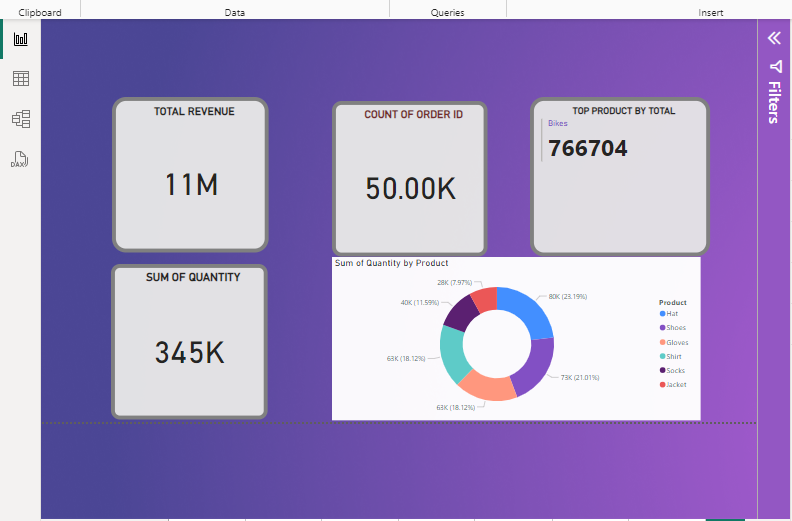 Clipboard
Data
Queries
Insert
DAX
Filters
TOTAL REVENUE
11M
COUNT OF ORDER ID
50.00K
TOP PRODUCT BY TOTAL
Bikes
766704
SUM OF QUANTITY
345K
Sum of Quantity by Product
28K (7.97%)
80K (23.19%)
40K (11.59%)
63K (18.12%)
73K (21.01%)
63K (18.12%)
Product
Hat
Shoes
Gloves
Shirt
Socks
Jacket